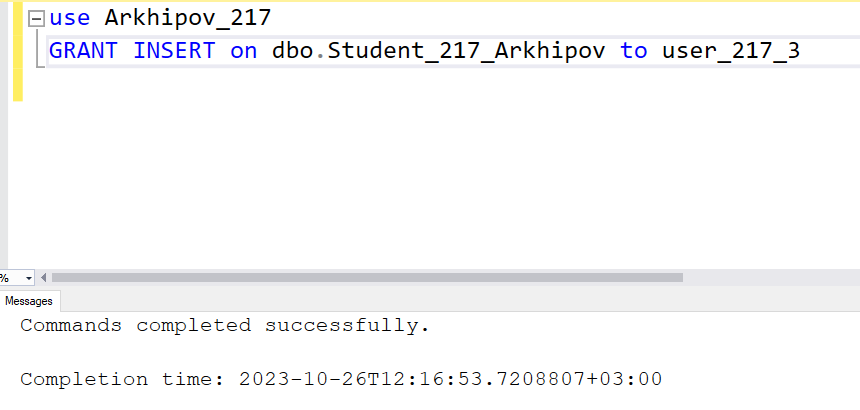 use Arkhipov_217
GRANT INSERT on dbo.Student_217_Arkhipov to user_217_3
%
Messages
Commands completed successfully.
Completion time: 2023-10-26T12:16:53.7208807+03:00